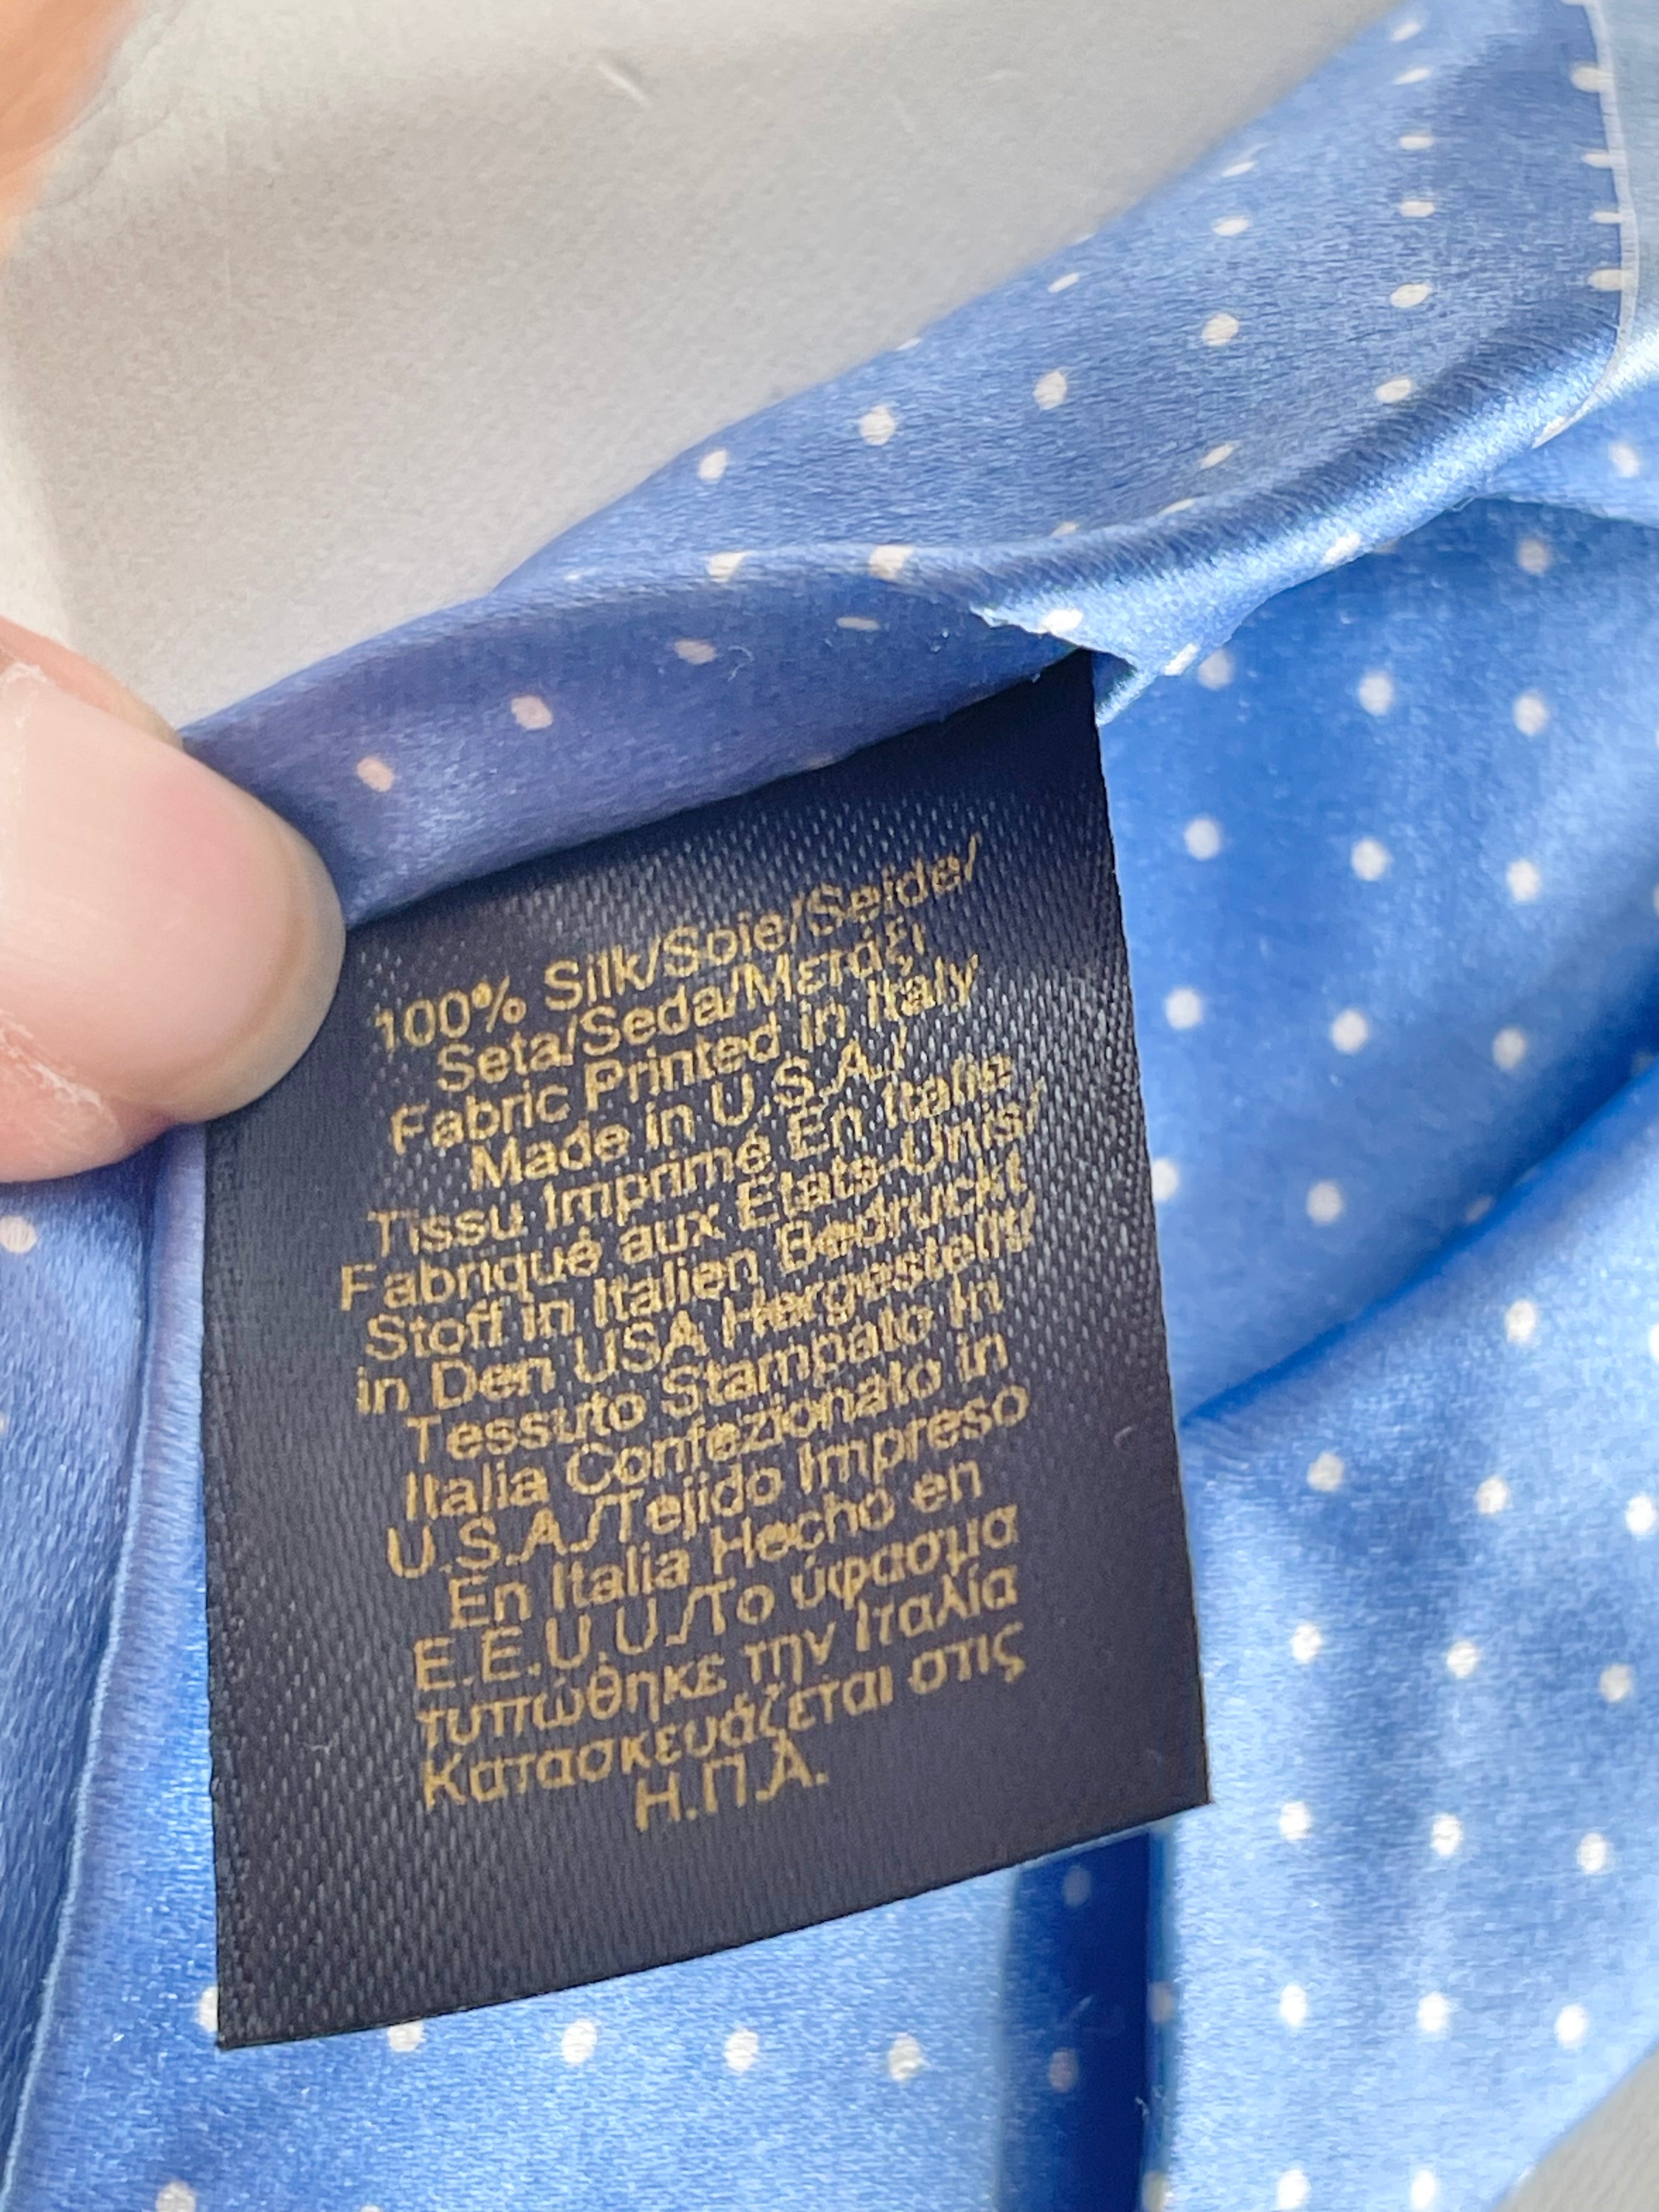 100% Silk/Soie/Seide/
Seta/Seda/Μετάξι
Fabric Printed in Italy
Made in U.S.A./
Tissu Imprimé En Italie
Fabriqué aux Etats-Unis/
Stoff in Italien Bedruckt
in Den USA Hergestellt/
Tessuto Stampato In
Italia Confezionato in
U.S.A./Tejido Impreso
En Italia Hecho en
E.E.U.U./Το ύφασμα
τυπώθηκε την Ιταλία
Κατασκευάζεται στις
Η.Π.Α.